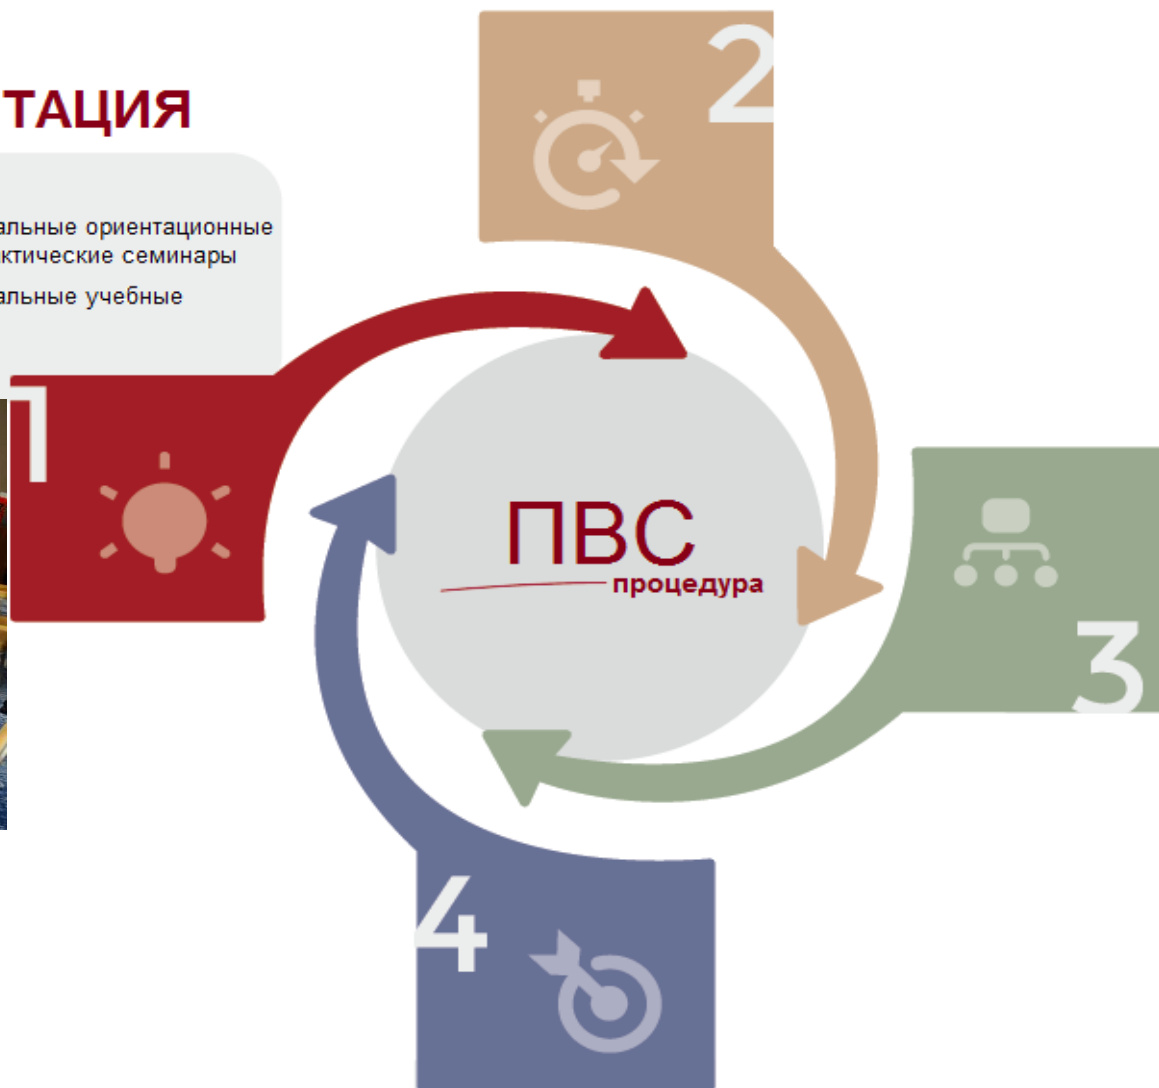 2
ТАЦИЯ
альные ориентационные
ктические семинары
альные учебные
1
ПВС
процедура
3
4